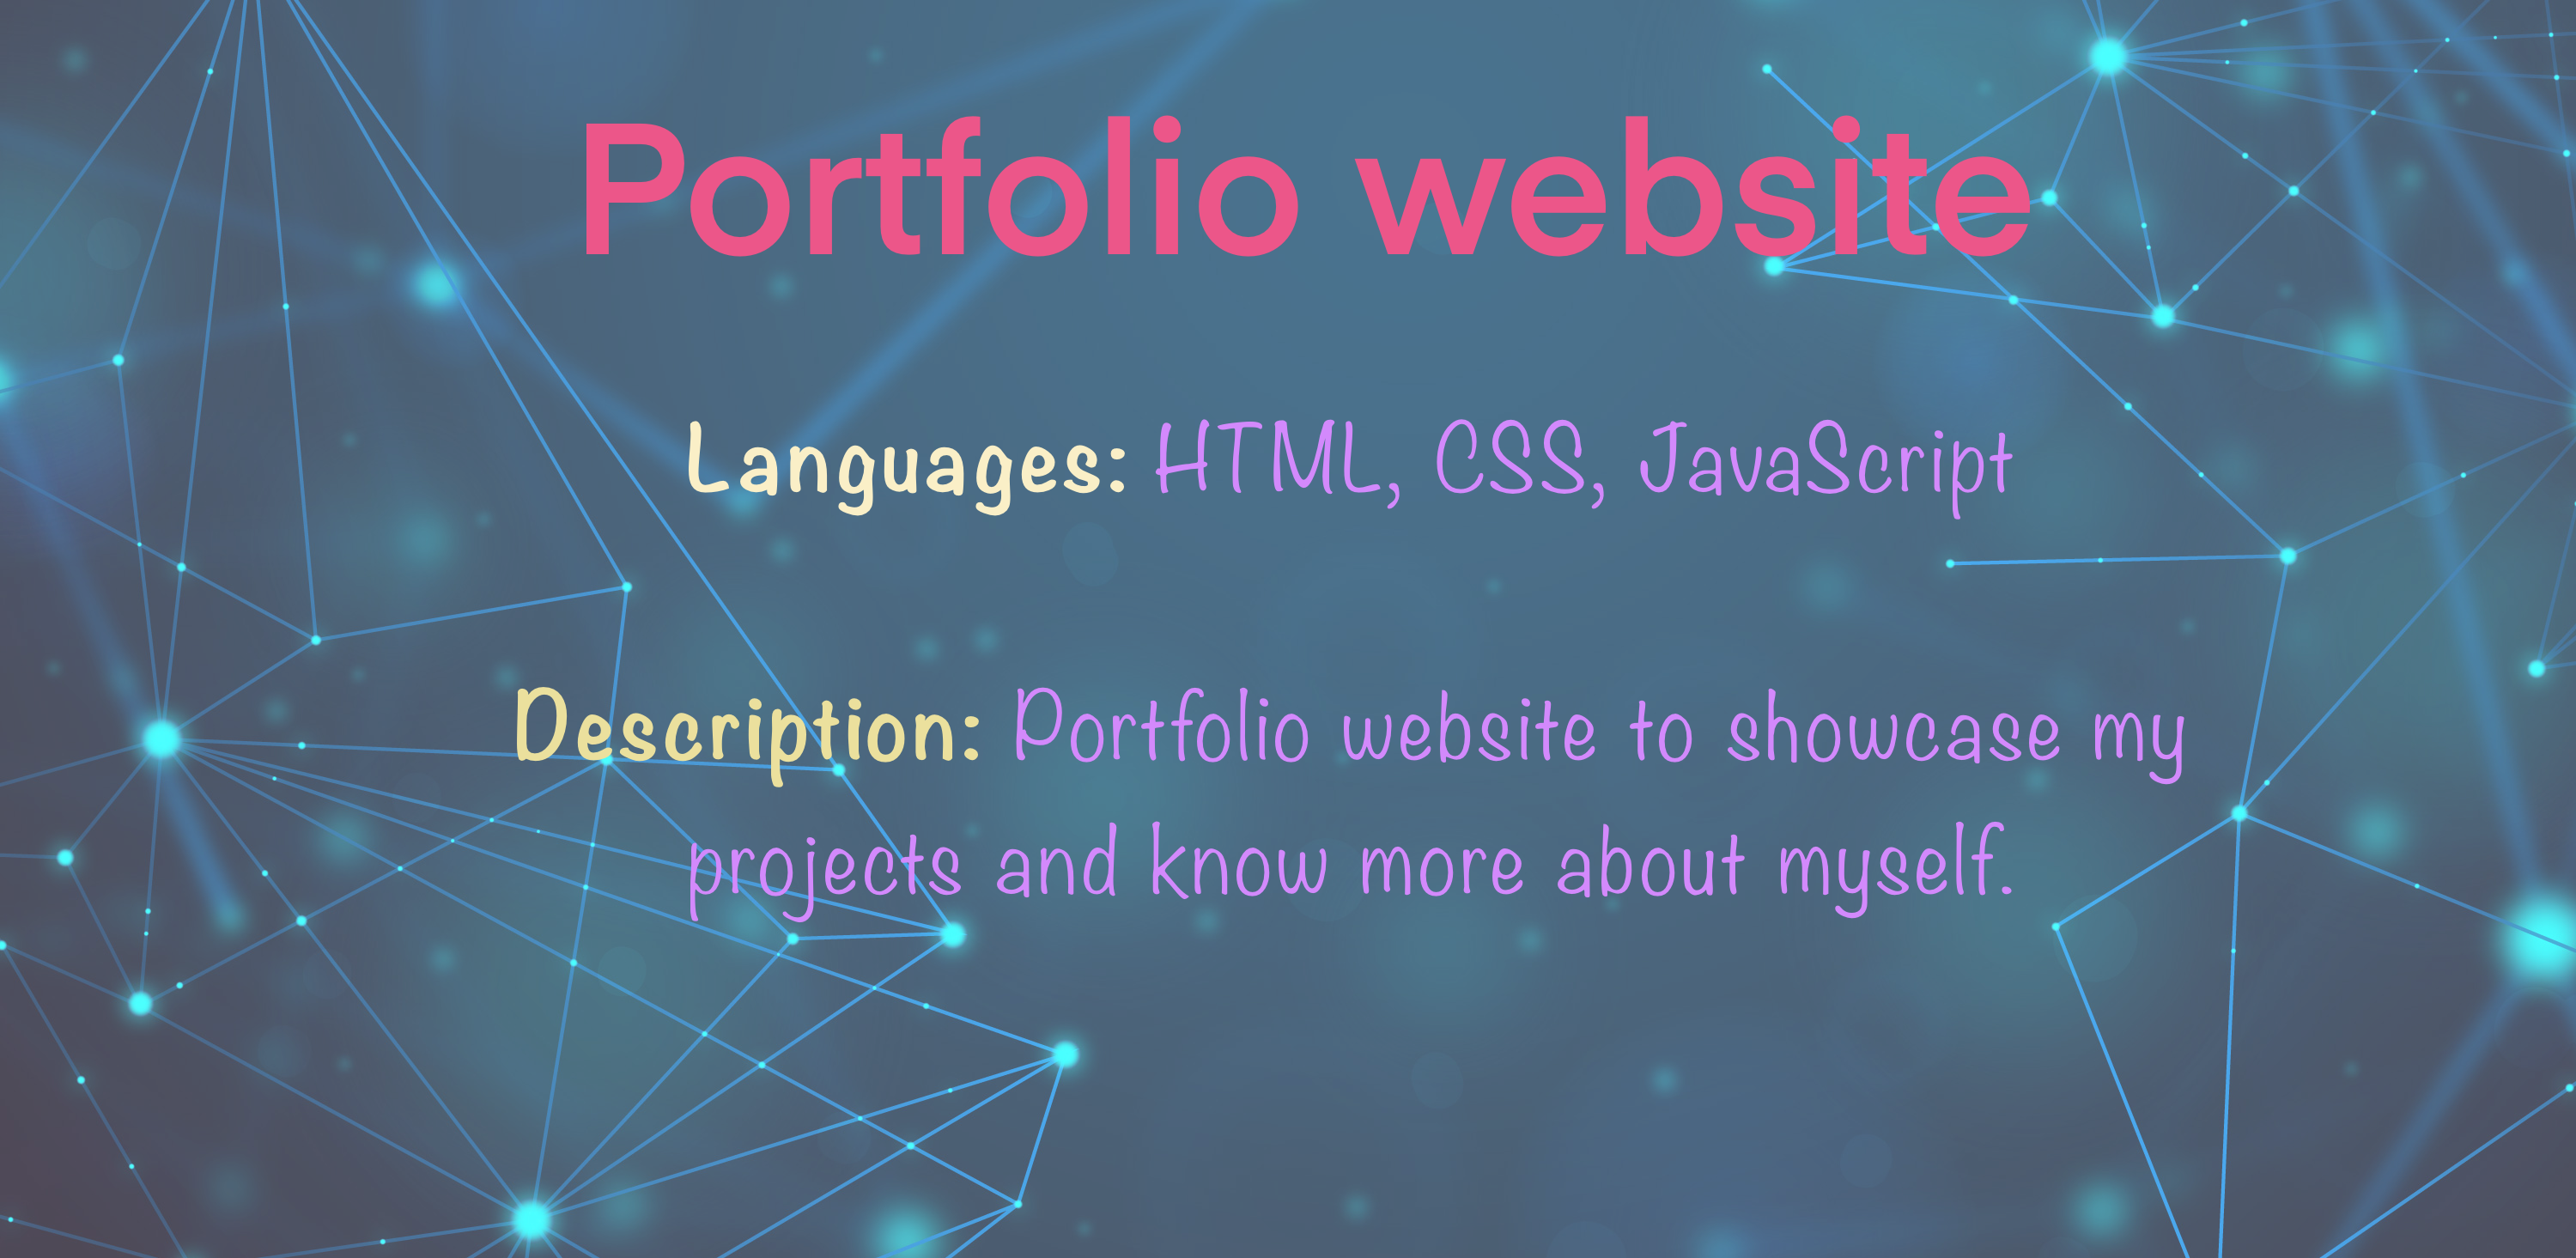 Portfolio website
Languages: HTML, CSS, JavaScript
Description: Portfolio website to showcase my
projects and know more about myself.